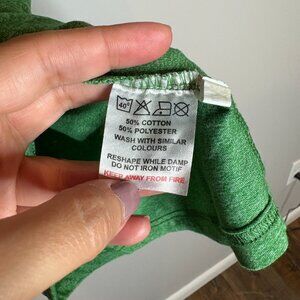 40°
50% COTTON
50% POLYESTER
WASH WITH SIMILAR
COLOURS
RESHAPE WHILE DAMP
DO NOT IRON MOTIF
KEEP AWAY FROM FIRE